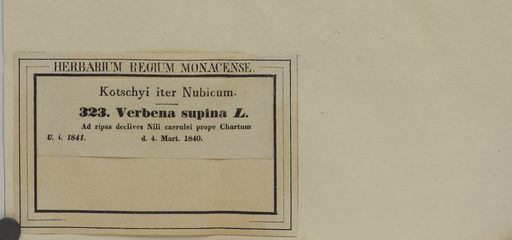 HERBARIUM REGIUM MONACENSE.
Kotschyi iter Nubicum.
323. Verbena supina L.
Ad ripas declives Nili caerulei prope Chartum
U. i. 1841. d. 4. Mart. 1840.